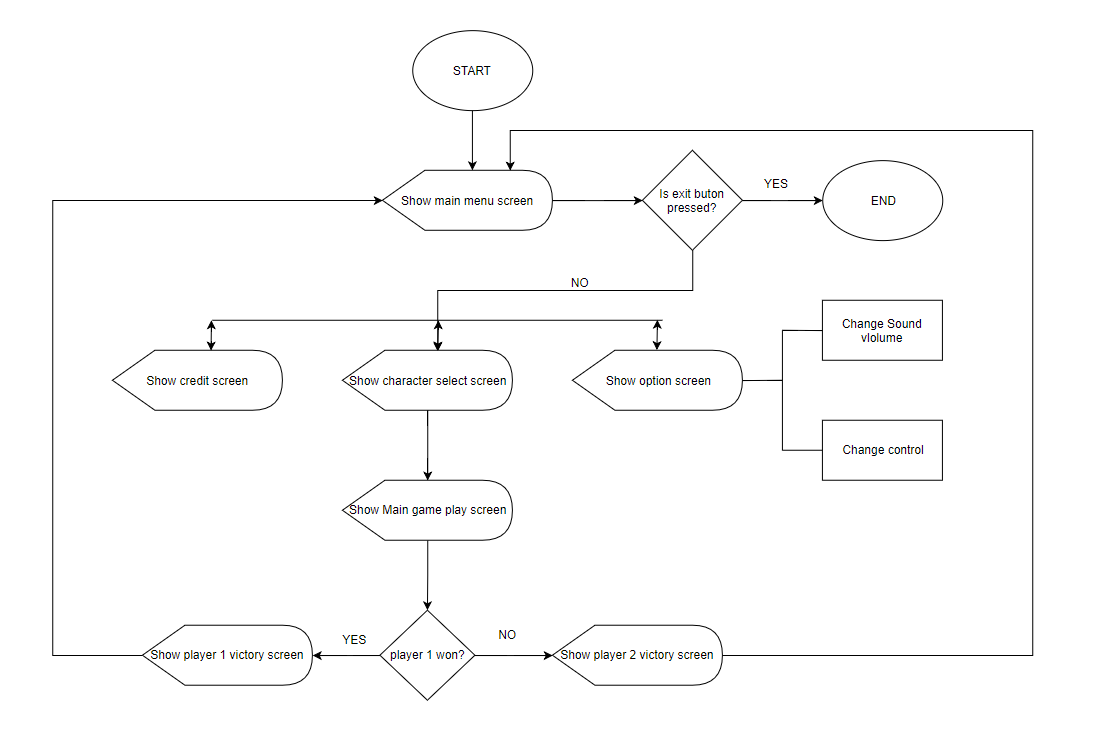 START
Show main menu screen
Is exit buton
pressed?
YES
END
NO
Change Sound
vlolume
Show credit screen
Show character select screen
Show option screen
Change control
Show Main game play screen
YES
NO
Show player 1 victory screen
player 1 won?
Show player 2 victory screen